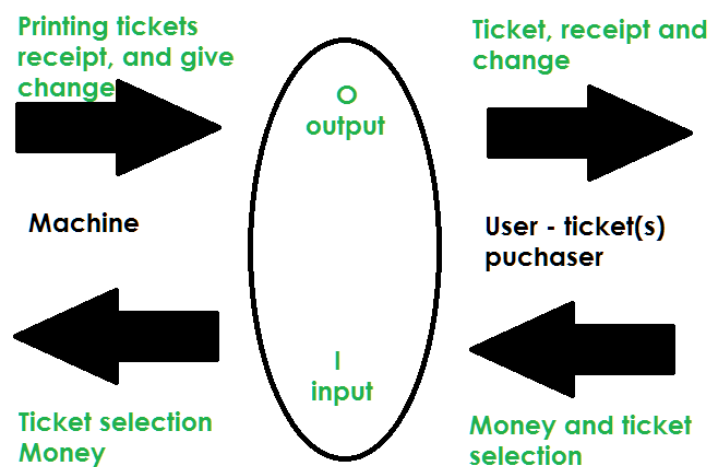 Printing tickets
receipt, and give
change
Ticket, receipt and
change
O
output
Machine
User - ticket(s)
puchaser
I
input
Ticket selection
Money
Money and ticket
selection